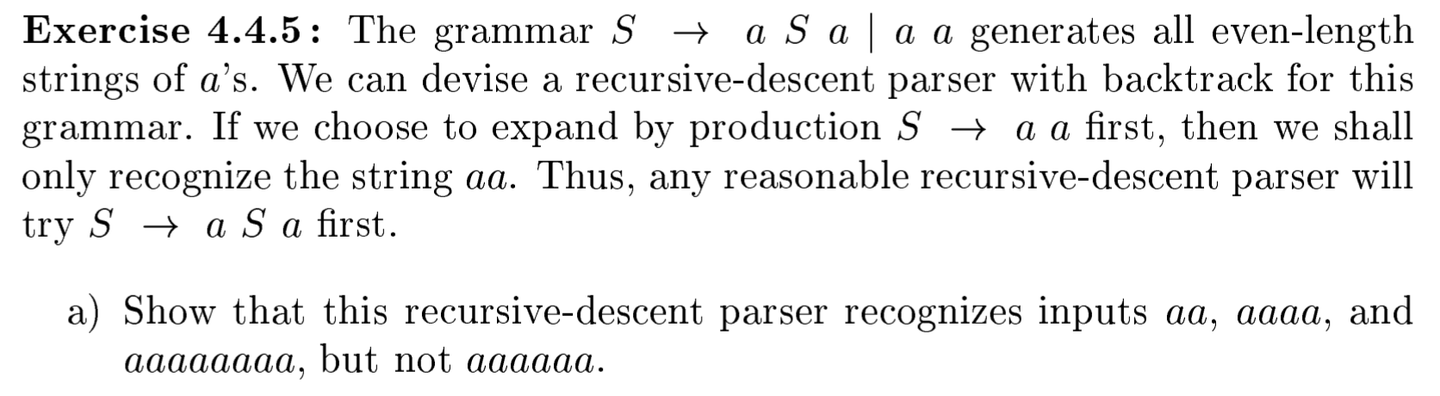 Exercise 4.4.5: The grammar S → a S a | a a generates all even-length
strings of a’s. We can devise a recursive-descent parser with backtrack for this
grammar. If we choose to expand by production S → a a first, then we shall
only recognize the string aa. Thus, any reasonable recursive-descent parser will
try S → a S a first.
a) Show that this recursive-descent parser recognizes inputs aa, aaaa, and
aaaaaaaa, but not aaaaaa.